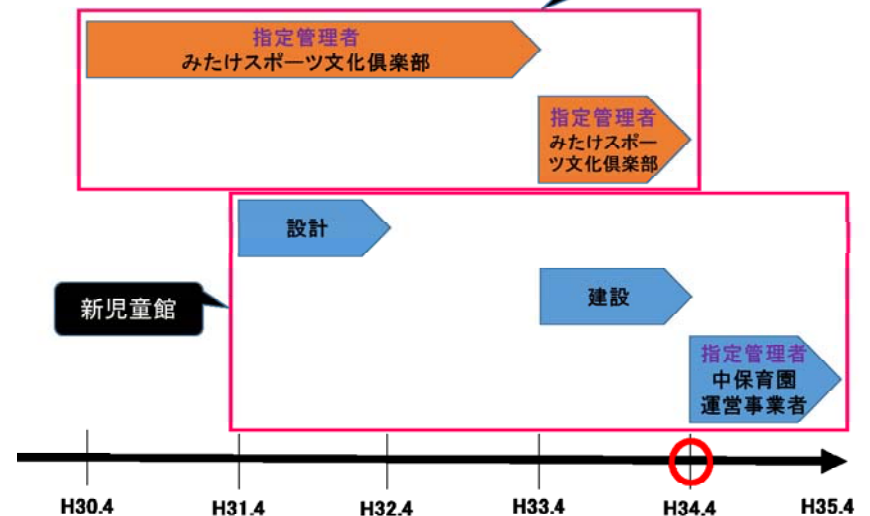 指定管理者
みたけスポーツ文化倶楽部
指定管理者
みたけスポー
ツ文化倶楽部
設計
新児童館
建設
指定管理者
中保育園
運営事業者
H30.4
H31.4
H32.4
H33.4
H34.4
H35.4